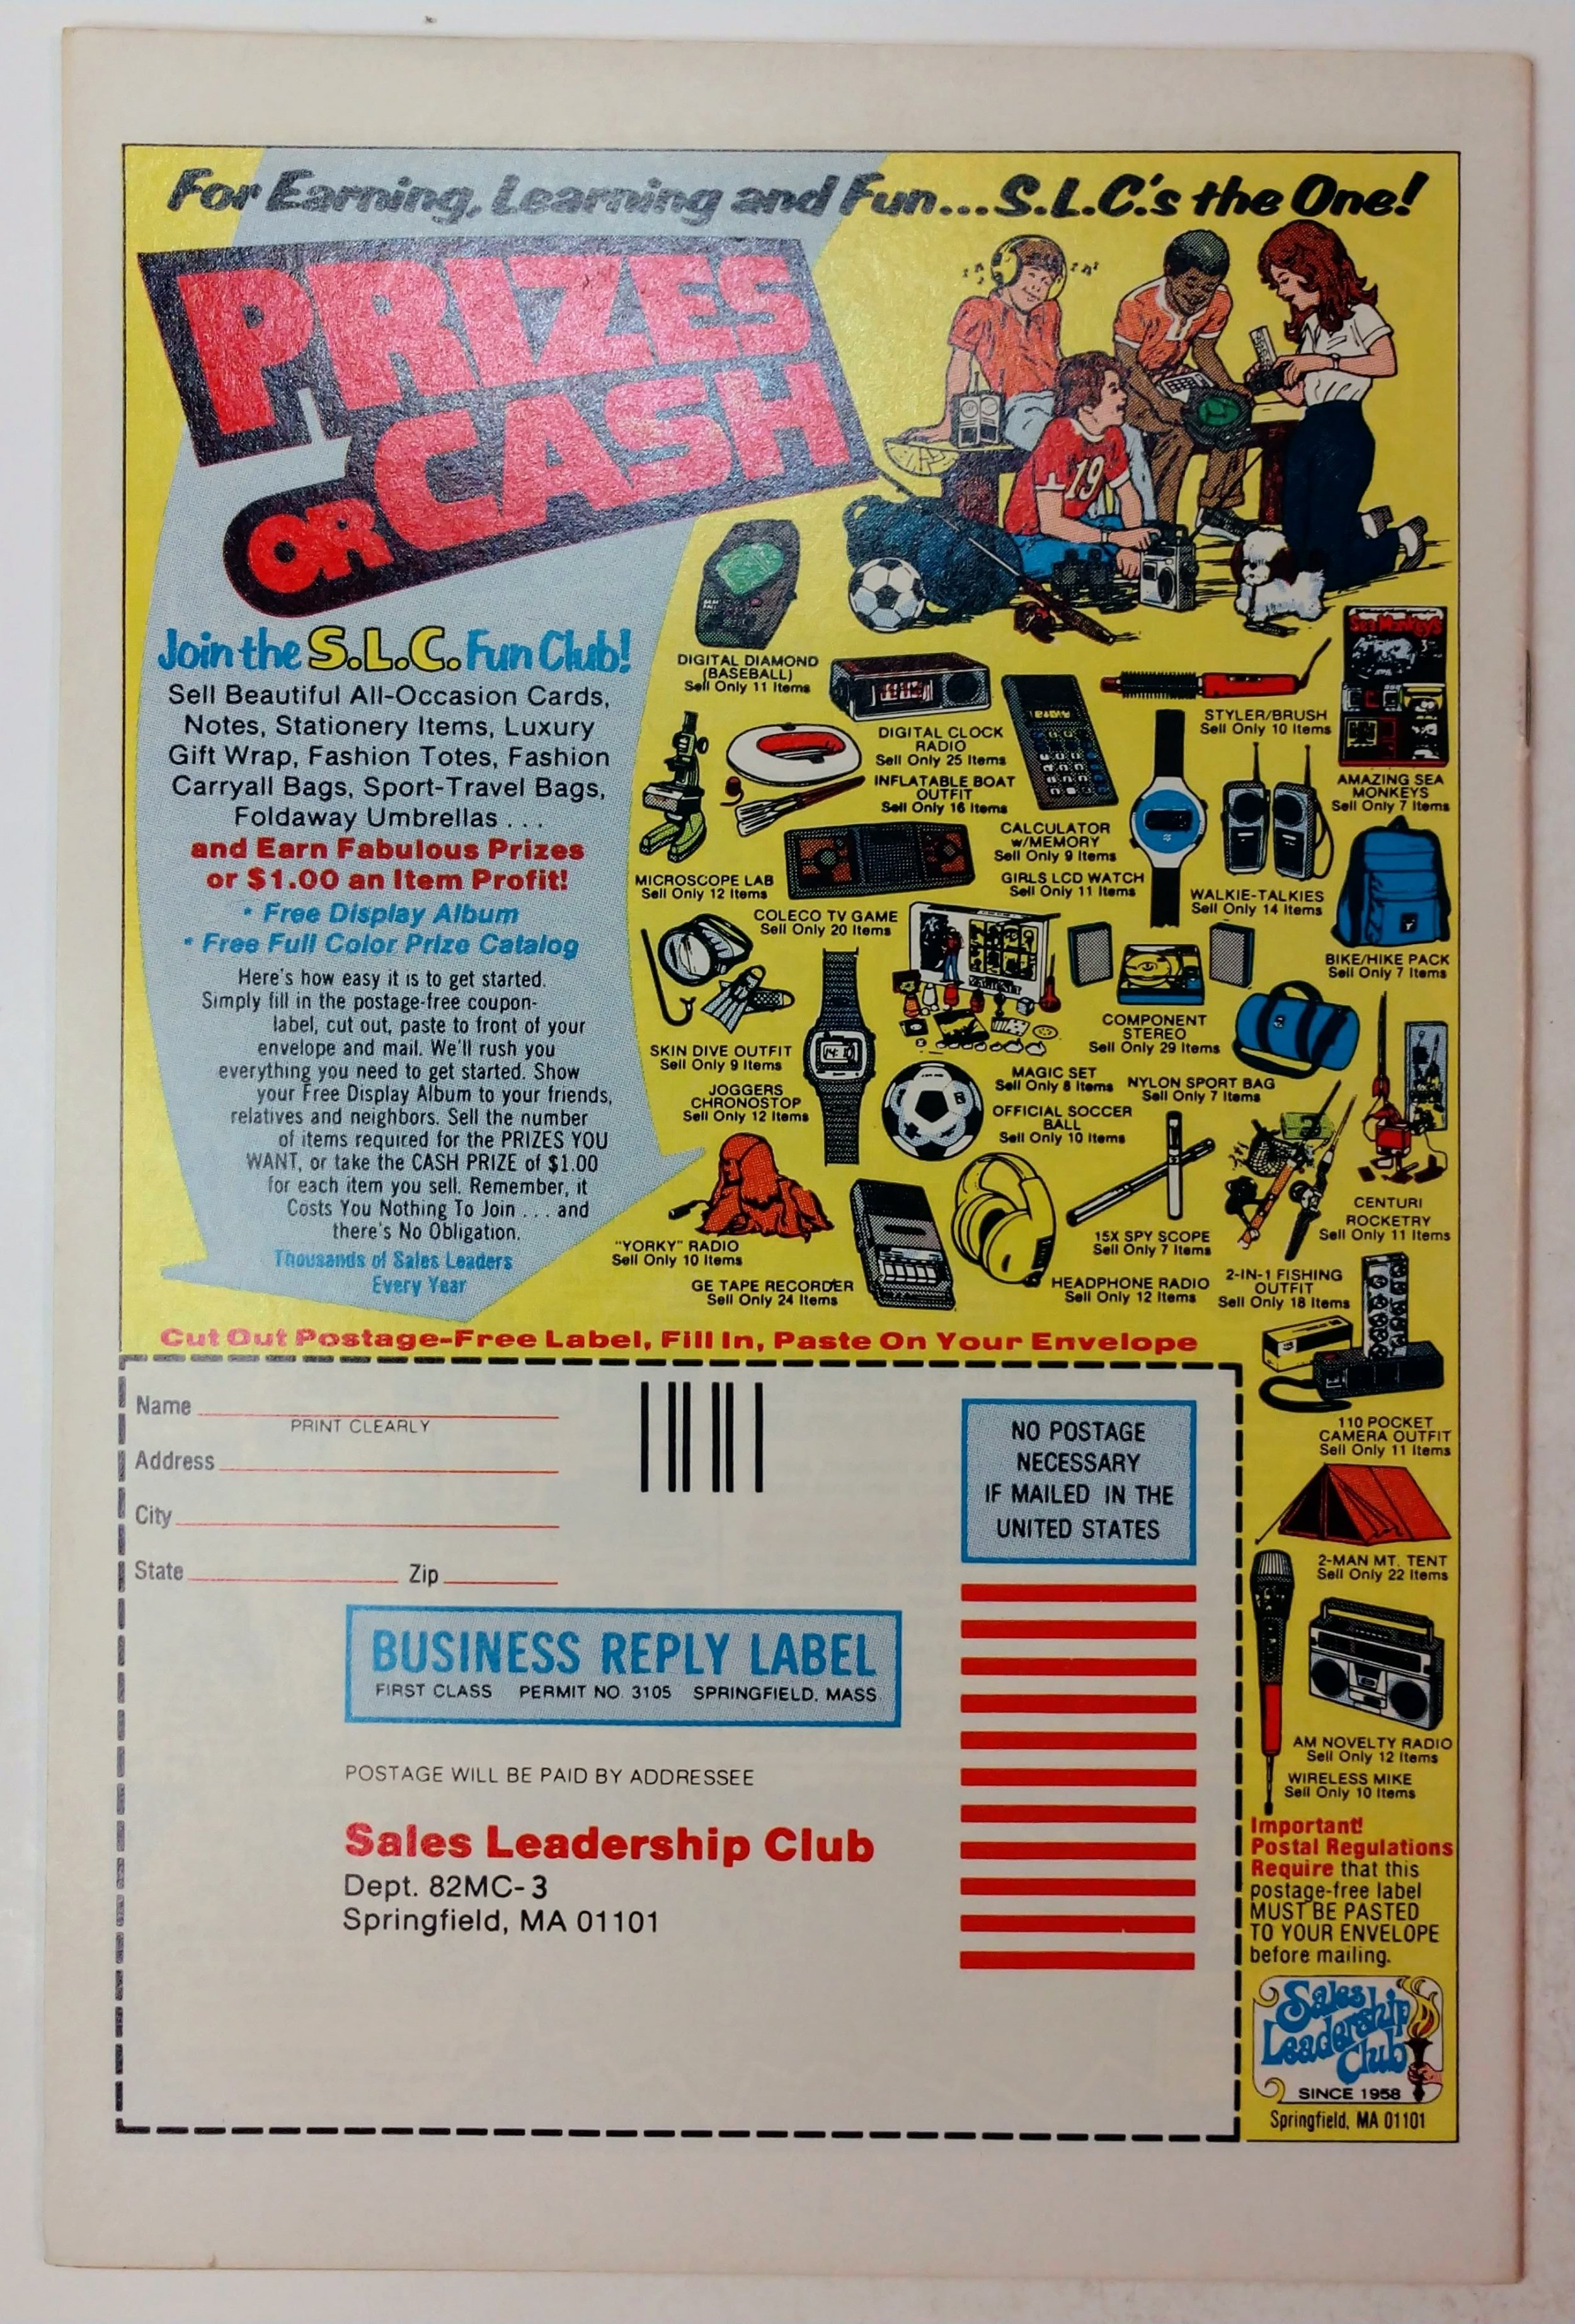 For Earning, Learning and Fun...S.L.C.'s the One!
PRIZES
OR CASH
Join the S.L.C. Fun Club!
Sell Beautiful All-Occasion Cards,
Notes, Stationery Items, Luxury
Gift Wrap, Fashion Totes, Fashion
Carryall Bags, Sport-Travel Bags,
Foldaway Umbrellas . . .
and Earn Fabulous Prizes
or $1.00 an Item Profit!
• Free Display Album
• Free Full Color Prize Catalog
Here's how easy it is to get started.
Simply fill in the postage-free coupon-
label, cut out, paste to front of your
envelope and mail. We'll rush you
everything you need to get started. Show
your Free Display Album to your friends,
relatives and neighbors. Sell the number
of items required for the PRIZES YOU
WANT, or take the CASH PRIZE of $1.00
for each item you sell. Remember, it
Costs You Nothing To Join . . . and
there's No Obligation.
Thousands of Sales Leaders
Every Year
19
DIGITAL DIAMOND
(BASEBALL)
Sell Only 11 Items
DIGITAL CLOCK
RADIO
Sell Only 25 Items
STYLER/BRUSH
Sell Only 10 Items
Sea Monkeys
AMAZING SEA
MONKEYS
Sell Only 7 Items
INFLATABLE BOAT
OUTFIT
Sell Only 16 Items
CALCULATOR
w/MEMORY
Sell Only 9 Items
MICROSCOPE LAB
Sell Only 12 Items
GIRLS LCD WATCH
Sell Only 11 Items
WALKIE-TALKIES
Sell Only 14 Items
COLECO TV GAME
Sell Only 20 Items
BIKE/HIKE PACK
Sell Only 7 Items
SKIN DIVE OUTFIT
Sell Only 9 Items
14:10
COMPONENT
STEREO
Sell Only 29 Items
MAGIC SET
Sell Only 8 Items
NYLON SPORT BAG
Sell Only 7 Items
JOGGERS
CHRONOSTOP
Sell Only 12 Items
OFFICIAL SOCCER
BALL
Sell Only 10 Items
CENTURI
ROCKETRY
Sell Only 11 Items
"YORKY" RADIO
Sell Only 10 Items
15X SPY SCOPE
Sell Only 7 Items
GE TAPE RECORDER
Sell Only 24 Items
HEADPHONE RADIO
Sell Only 12 Items
2-IN-1 FISHING
OUTFIT
Sell Only 18 Items
110 POCKET
CAMERA OUTFIT
Sell Only 11 Items
2-MAN MT. TENT
Sell Only 22 Items
AM NOVELTY RADIO
Sell Only 12 Items
WIRELESS MIKE
Sell Only 10 Items
Important!
Postal Regulations
Require that this
postage-free label
MUST BE PASTED
TO YOUR ENVELOPE
before mailing.
Sales
Leadership
Club
SINCE 1958
Springfield, MA 01101
Cut Out Postage-Free Label, Fill In, Paste On Your Envelope
Name
PRINT CLEARLY
Address
City
State Zip
NO POSTAGE
NECESSARY
IF MAILED IN THE
UNITED STATES
BUSINESS REPLY LABEL
FIRST CLASS PERMIT NO. 3105 SPRINGFIELD, MASS.
POSTAGE WILL BE PAID BY ADDRESSEE
Sales Leadership Club
Dept. 82MC-3
Springfield, MA 01101